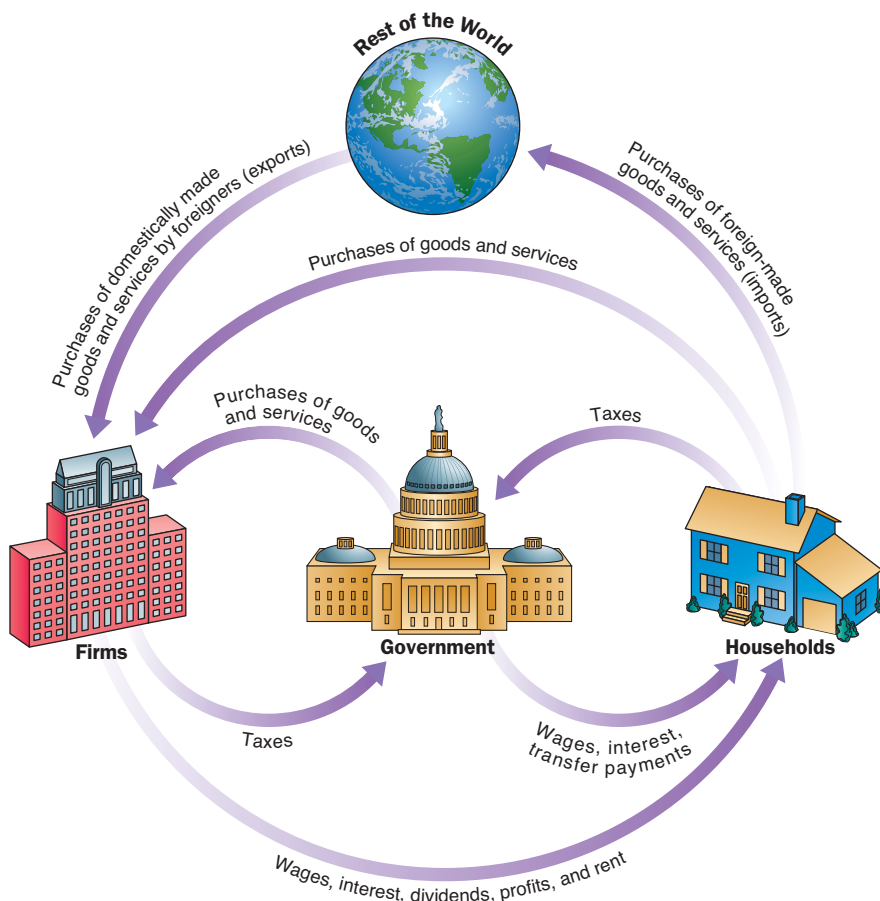 Rest of the World
Purchases of domestically made
goods and services by foreigners (exports)
Purchases of foreign-made
goods and services (imports)
Purchases of goods and services
Purchases of goods
and services
Taxes
Firms
Government
Households
Taxes
Wages, interest,
transfer payments
Wages, interest, dividends, profits, and rent